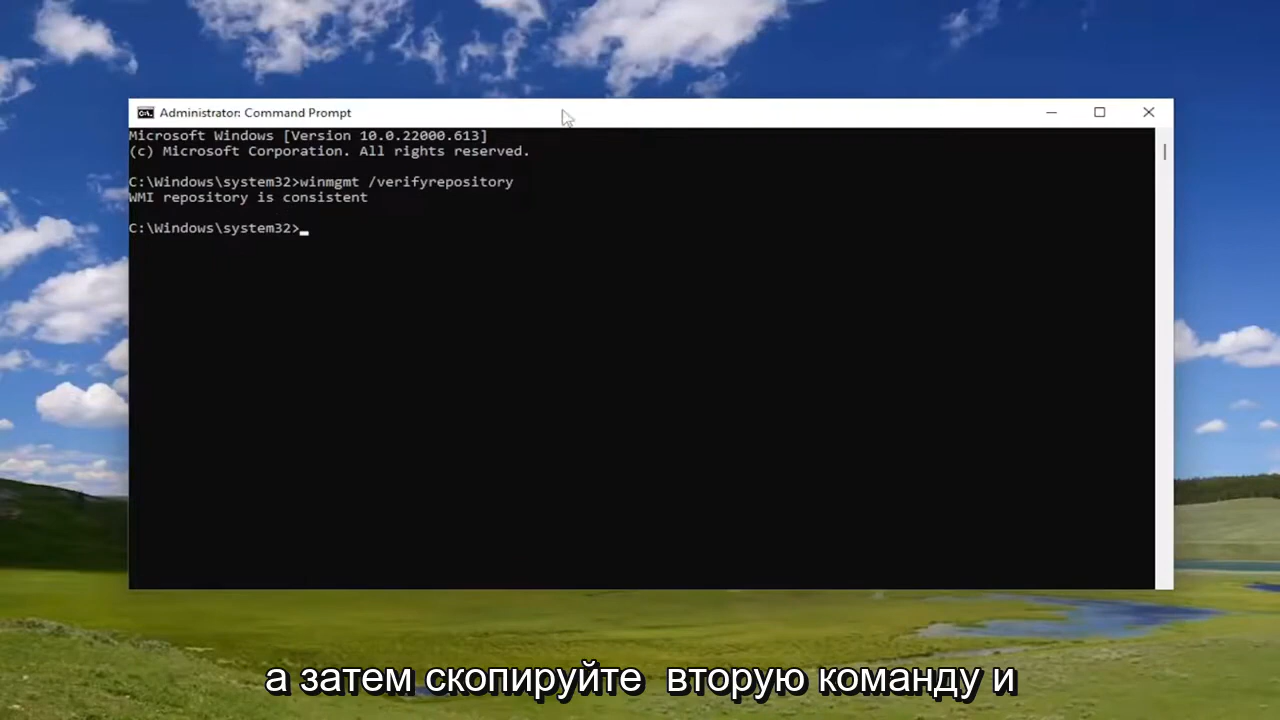 Administrator: Command Prompt
Microsoft Windows [Version 10.0.22000.613]
(c) Microsoft Corporation. All rights reserved.
C:\Windows\system32>winmgmt /verifyrepository
WMI repository is consistent
C:\Windows\system32>
а затем скопируйте вторую команду и